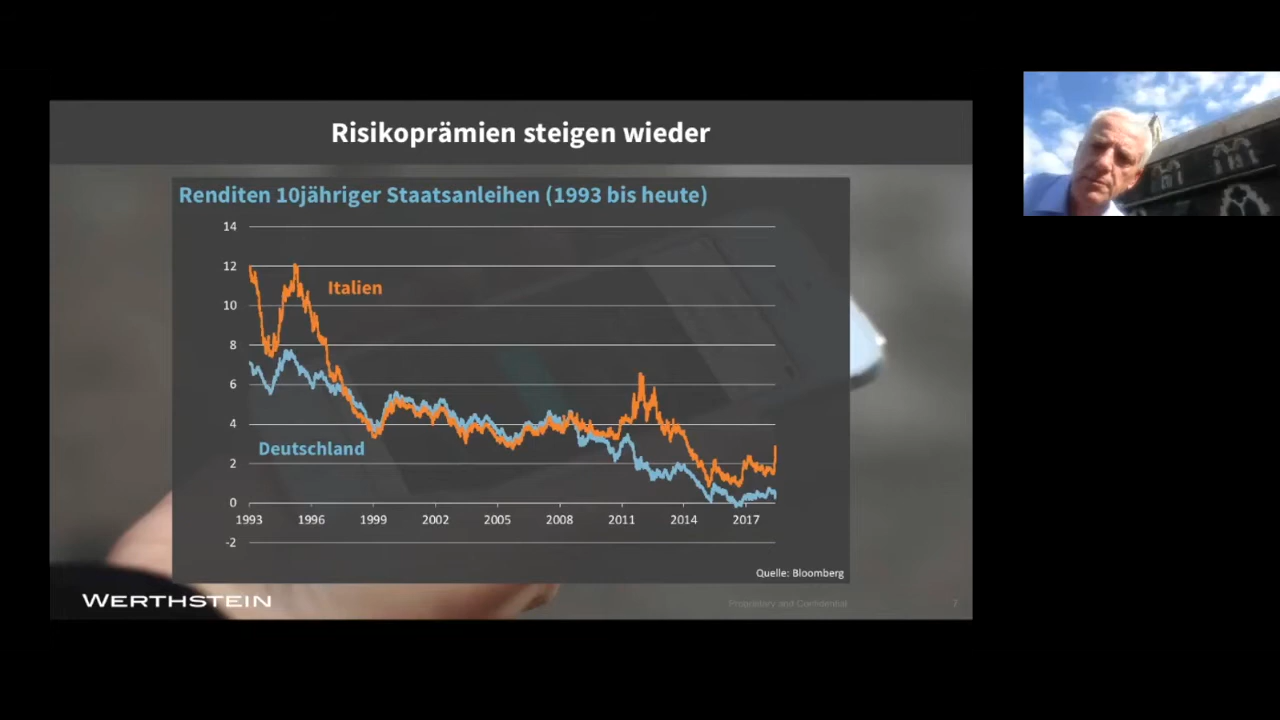 Risikoprämien steigen wieder
Renditen 10jähriger Staatsanleihen (1993 bis heute)
14
12
10
8
6
4
2
0
-2
Italien
Deutschland
1993 1996 1999 2002 2005 2008 2011 2014 2017
Quelle: Bloomberg
WERTHSTEIN
Proprietary and Confidential
7